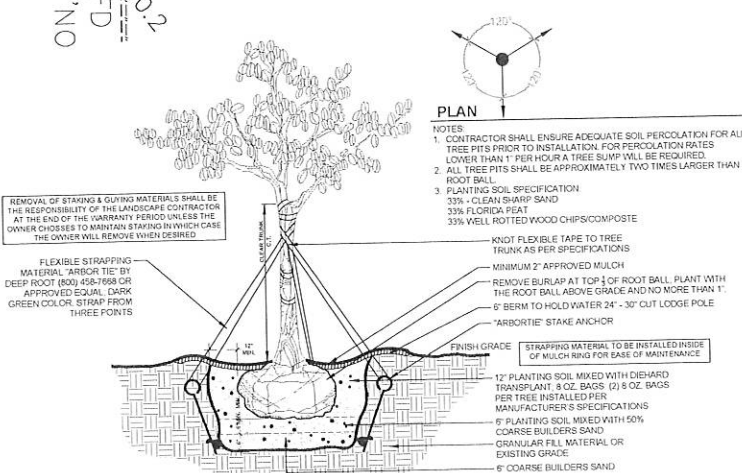 O.2
FD
NO
120°
120
120
PLAN
NOTES:
1. CONTRACTOR SHALL ENSURE ADEQUATE SOIL PERCOLATION FOR ALL
TREE PITS PRIOR TO INSTALLATION. FOR PERCOLATION RATES
LOWER THAN 1" PER HOUR A TREE SUMP WILL BE REQUIRED.
2. ALL TREE PITS SHALL BE APPROXIMATELY TWO TIMES LARGER THAN
ROOT BALL.
3. PLANTING SOIL SPECIFICATION:
33% - CLEAN SHARP SAND
33% FLORIDA PEAT
33% WELL ROTTED WOOD CHIPS/COMPOSTE
REMOVAL OF STAKING & GUYING MATERIALS SHALL BE
THE RESPONSIBILITY OF THE LANDSCAPE CONTRACTOR
AT THE END OF THE WARRANTY PERIOD UNLESS THE
OWNER CHOSSES TO MAINTAIN STAKING IN WHICH CASE
THE OWNER WILL REMOVE WHEN DESIRED
FLEXIBLE STRAPPING
MATERIAL "ARBOR TIE" BY
DEEP ROOT (800) 458-7668 OR
APPROVED EQUAL, DARK
GREEN COLOR. STRAP FROM
THREE POINTS
CLEAR TRUNK
C.T.
KNOT FLEXIBLE TAPE TO TREE
TRUNK AS PER SPECIFICATIONS
MINIMUM 2" APPROVED MULCH
REMOVE BURLAP AT TOP OF ROOT BALL. PLANT WITH
THE ROOT BALL ABOVE GRADE AND NO MORE THAN 1".
6" BERM TO HOLD WATER 24" - 30" CUT LODGE POLE
"ARBORTIE" STAKE ANCHOR
12"
MIN.
FINISH GRADE
STRAPPING MATERIAL TO BE INSTALLED INSIDE
OF MULCH RING FOR EASE OF MAINTENANCE
12" PLANTING SOIL MIXED WITH DIEHARD
TRANSPLANT, 8 OZ. BAGS. (2) 8 OZ. BAGS
PER TREE INSTALLED PER
MANUFACTURER'S SPECIFICATIONS
6" PLANTING SOIL MIXED WITH 50%
COARSE BUILDERS SAND
GRANULAR FILL MATERIAL OR
EXISTING GRADE
6" COARSE BUILDERS SAND